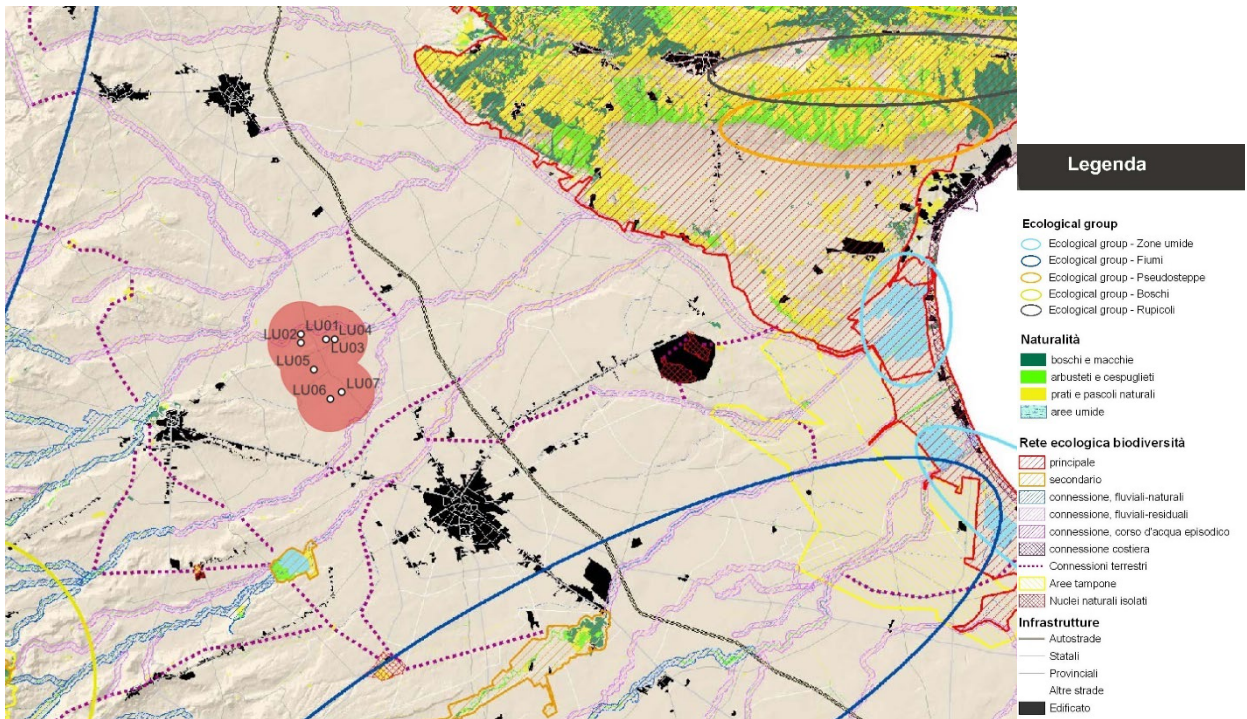 LU01
LU02
LU04
LU03
LU05
LU07
LU06
Legenda
Ecological group
Ecological group - Zone umide
Ecological group - Fiumi
Ecological group - Pseudosteppe
Ecological group - Boschi
Ecological group - Rupicoli
Naturalità
boschi e macchie
arbusteti e cespuglieti
prati e pascoli naturali
aree umide
Rete ecologica biodiversità
principale
secondario
connessione, fluviali-naturali
connessione, fluviali-residuali
connessione, corso d'acqua episodico
connessione costiera
Connessioni terrestri
Aree tampone
Nuclei naturali isolati
Infrastrutture
Autostrade
Statali
Provinciali
Altre strade
Edificato